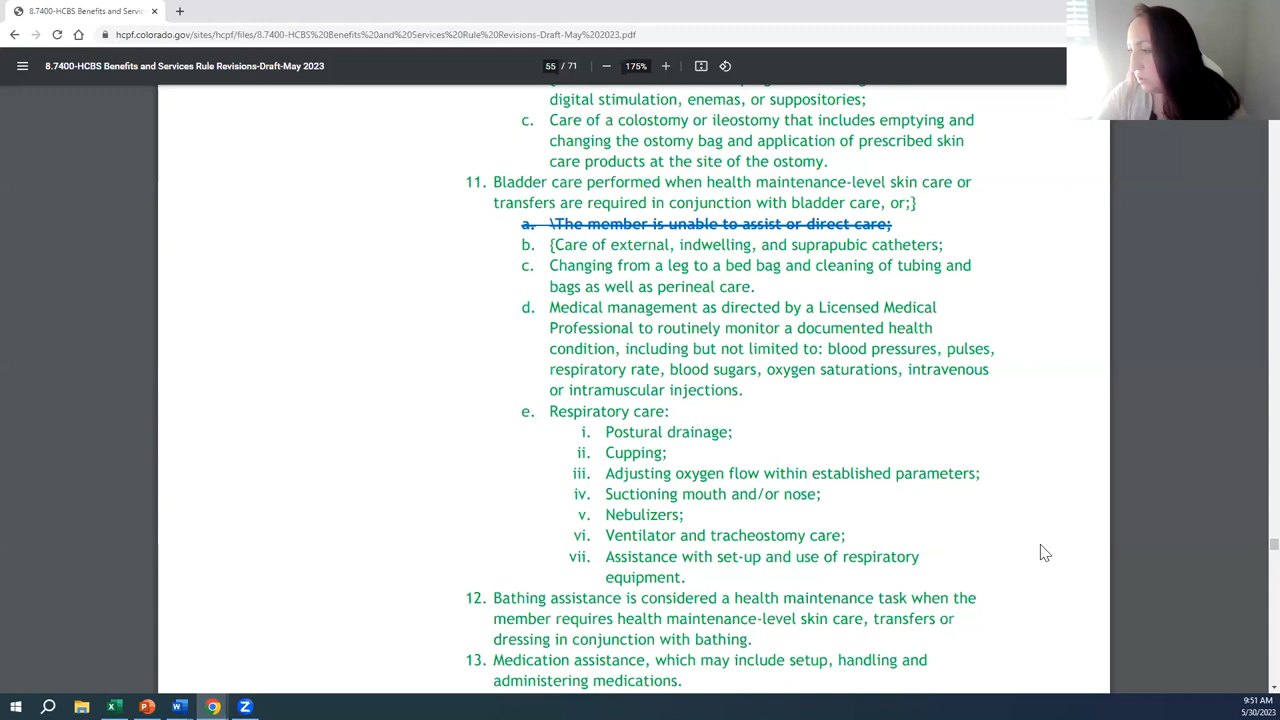 8.7400-HCBS Benefits and Servic
hcpf.colorado.gov/sites/hcpf/files/8.7400-HCBS%20Benefits%20and%20Services%20Rule%20Revisions-Draft-May%202023.pdf
8.7400-HCBS Benefits and Services Rule Revisions-Draft-May 2023
55 / 71
175%
digital stimulation, enemas, or suppositories;
c. Care of a colostomy or ileostomy that includes emptying and
changing the ostomy bag and application of prescribed skin
care products at the site of the ostomy.
11. Bladder care performed when health maintenance-level skin care or
transfers are required in conjunction with bladder care, or;}
a. \The member is unable to assist or direct care;
b. {Care of external, indwelling, and suprapubic catheters;
c. Changing from a leg to a bed bag and cleaning of tubing and
bags as well as perineal care.
d. Medical management as directed by a Licensed Medical
Professional to routinely monitor a documented health
condition, including but not limited to: blood pressures, pulses,
respiratory rate, blood sugars, oxygen saturations, intravenous
or intramuscular injections.
e. Respiratory care:
i. Postural drainage;
ii. Cupping;
iii. Adjusting oxygen flow within established parameters;
iv. Suctioning mouth and/or nose;
v. Nebulizers;
vi. Ventilator and tracheostomy care;
vii. Assistance with set-up and use of respiratory
equipment.
12. Bathing assistance is considered a health maintenance task when the
member requires health maintenance-level skin care, transfers or
dressing in conjunction with bathing.
13. Medication assistance, which may include setup, handling and
administering medications.
9:51 AM
5/30/2023